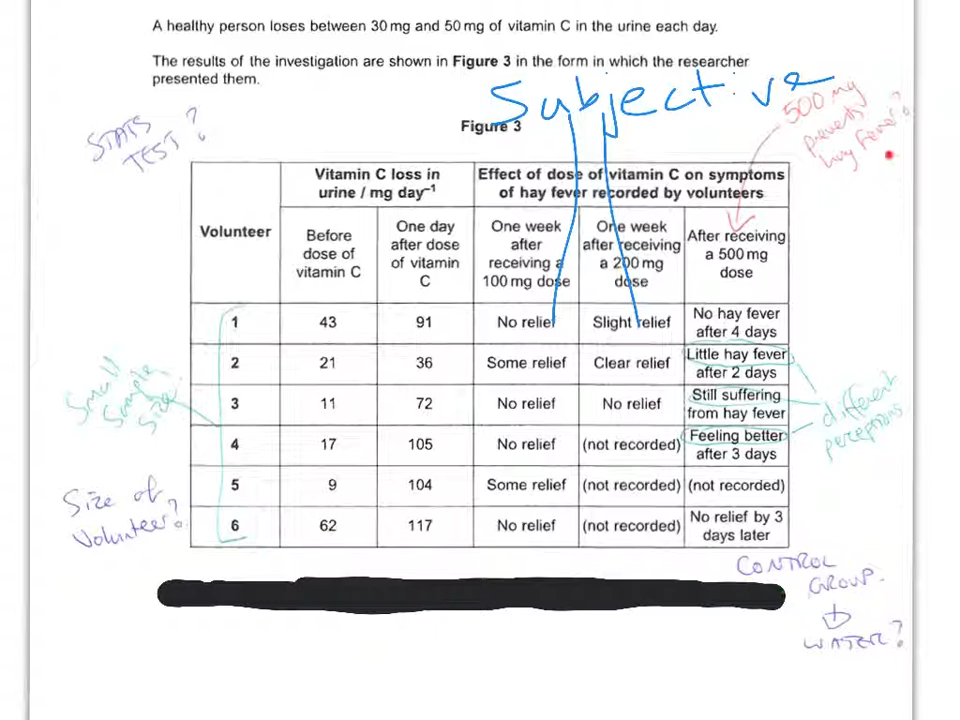 A healthy person loses between 30 mg and 50 mg of vitamin C in the urine each day.
The results of the investigation are shown in Figure 3 in the form in which the researcher
presented them.
Subjective
500 mg
prevents
hay fever?
STATS
TEST?
Figure 3
Volunteer
Vitamin C loss in
urine / mg day⁻¹
Effect of dose of vitamin C on symptoms
of hay fever recorded by volunteers
Before
dose of
vitamin C
One day
after dose
of vitamin
C
One week
after
receiving a
100 mg dose
One week
after receiving
a 200 mg
dose
After receiving
a 500 mg
dose
1 43 91 No relief Slight relief No hay fever
after 4 days
2 21 36 Some relief Clear relief Little hay fever
after 2 days
3 11 72 No relief No relief Still suffering
from hay fever
4 17 105 No relief (not recorded) Feeling better
after 3 days
5 9 104 Some relief (not recorded) (not recorded)
6 62 117 No relief (not recorded) No relief by 3
days later
Small
Sample
Size
different
perceptions
Size of
Volunteer?
CONTROL
GROUP.
WATER?